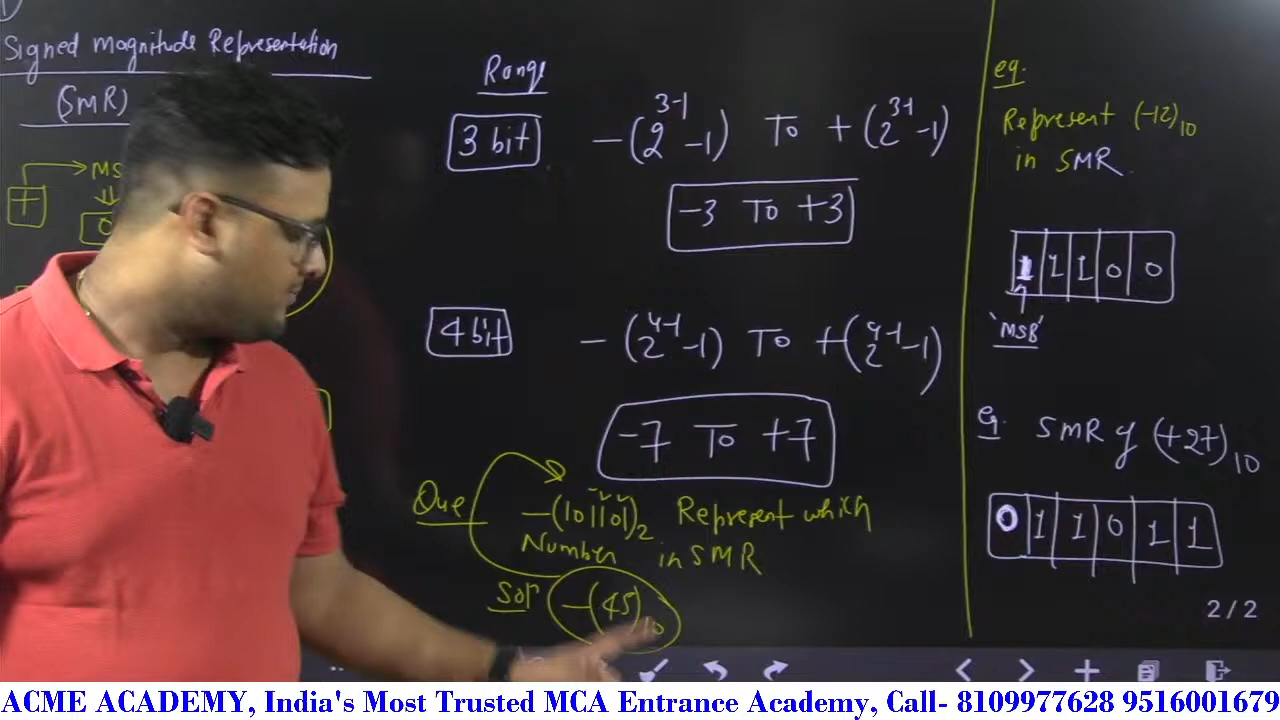 Signed Magnitude Representation
(SMR)
+ → MS
0
Range
3 bit
-(2^{3-1} -1) To +(2^{3-1} -1)
-3 To +3
4 bit
-(2^{4-1} -1) To +(2^{4-1} -1)
-7 To +7
Que -(101101)₂ Represent which
Number in SMR
Solⁿ -(45)₁₀
eg.
Represent (-12)₁₀
in SMR.
1 1 1 0 0
'MSB'
eg. SMR of (+27)₁₀
0 1 1 0 1 1
2/2
ACME ACADEMY, India's Most Trusted MCA Entrance Academy, Call- 8109977628 9516001679